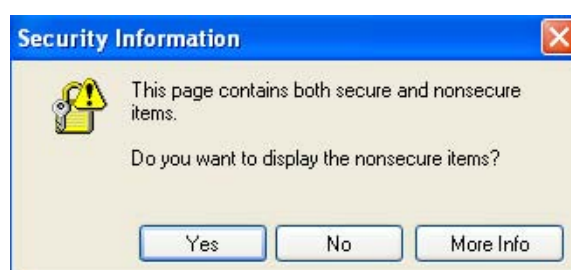 Security Information
This page contains both secure and nonsecure
items.
Do you want to display the nonsecure items?
Yes No More Info